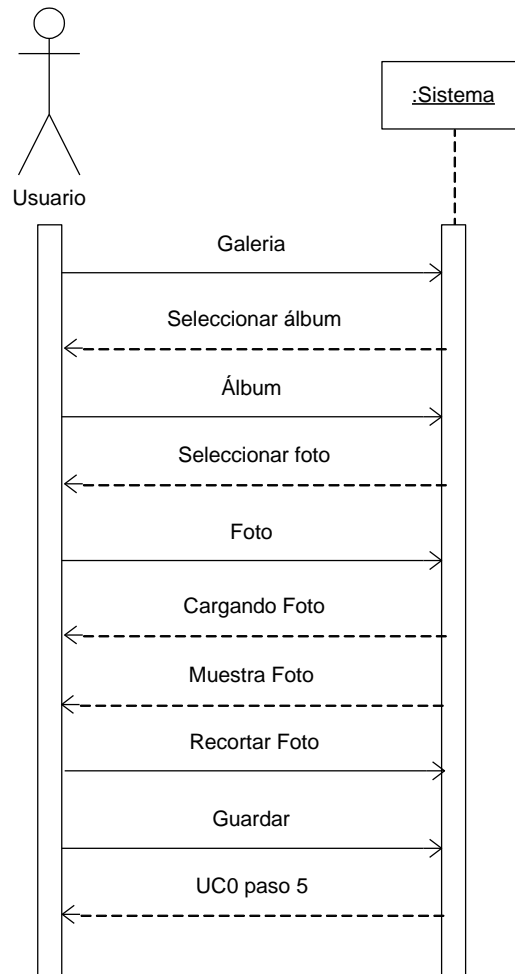 :Sistema
Usuario
Galeria
Seleccionar álbum
Álbum
Seleccionar foto
Foto
Cargando Foto
Muestra Foto
Recortar Foto
Guardar
UC0 paso 5